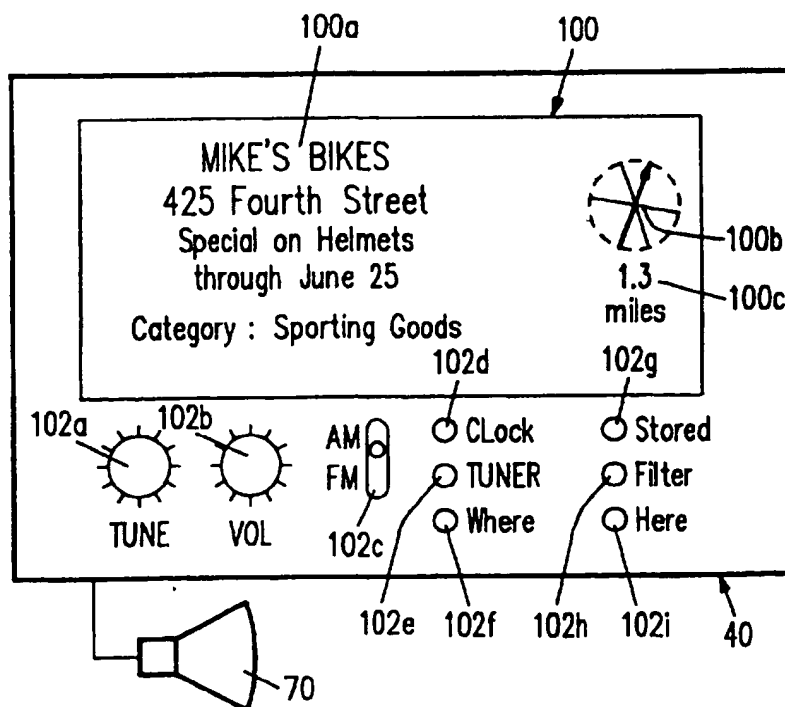 100a
100
MIKE'S BIKES
425 Fourth Street
Special on Helmets
through June 25
Category : Sporting Goods
100b
1.3
miles
100c
102d
102g
102a
102b
AM
FM
102c
CLock
Stored
TUNER
Filter
Where
Here
TUNE
VOL
102e
102f
102h
102i
40
70